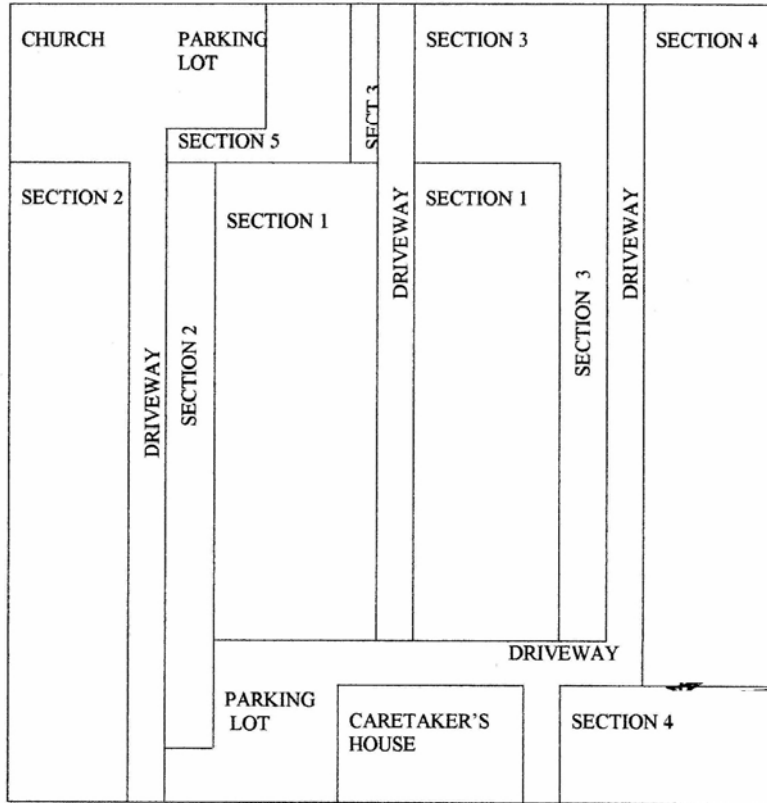 CHURCH
PARKING
LOT
SECT 3
SECTION 3
SECTION 4
SECTION 5
SECTION 2
SECTION 1
DRIVEWAY
SECTION 1
DRIVEWAY
SECTION 3
DRIVEWAY
SECTION 2
DRIVEWAY
PARKING
LOT
CARETAKER'S
HOUSE
SECTION 4